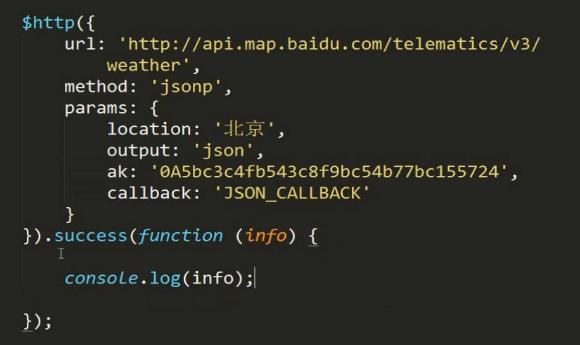 $http({
    url: 'http://api.map.baidu.com/telematics/v3/
        weather',
    method: 'jsonp',
    params: {
        location: '北京',
        output: 'json',
        ak: '0A5bc3c4fb543c8f9bc54b77bc155724',
        callback: 'JSON_CALLBACK'
    }
}).success(function (info) {
    console.log(info);
});